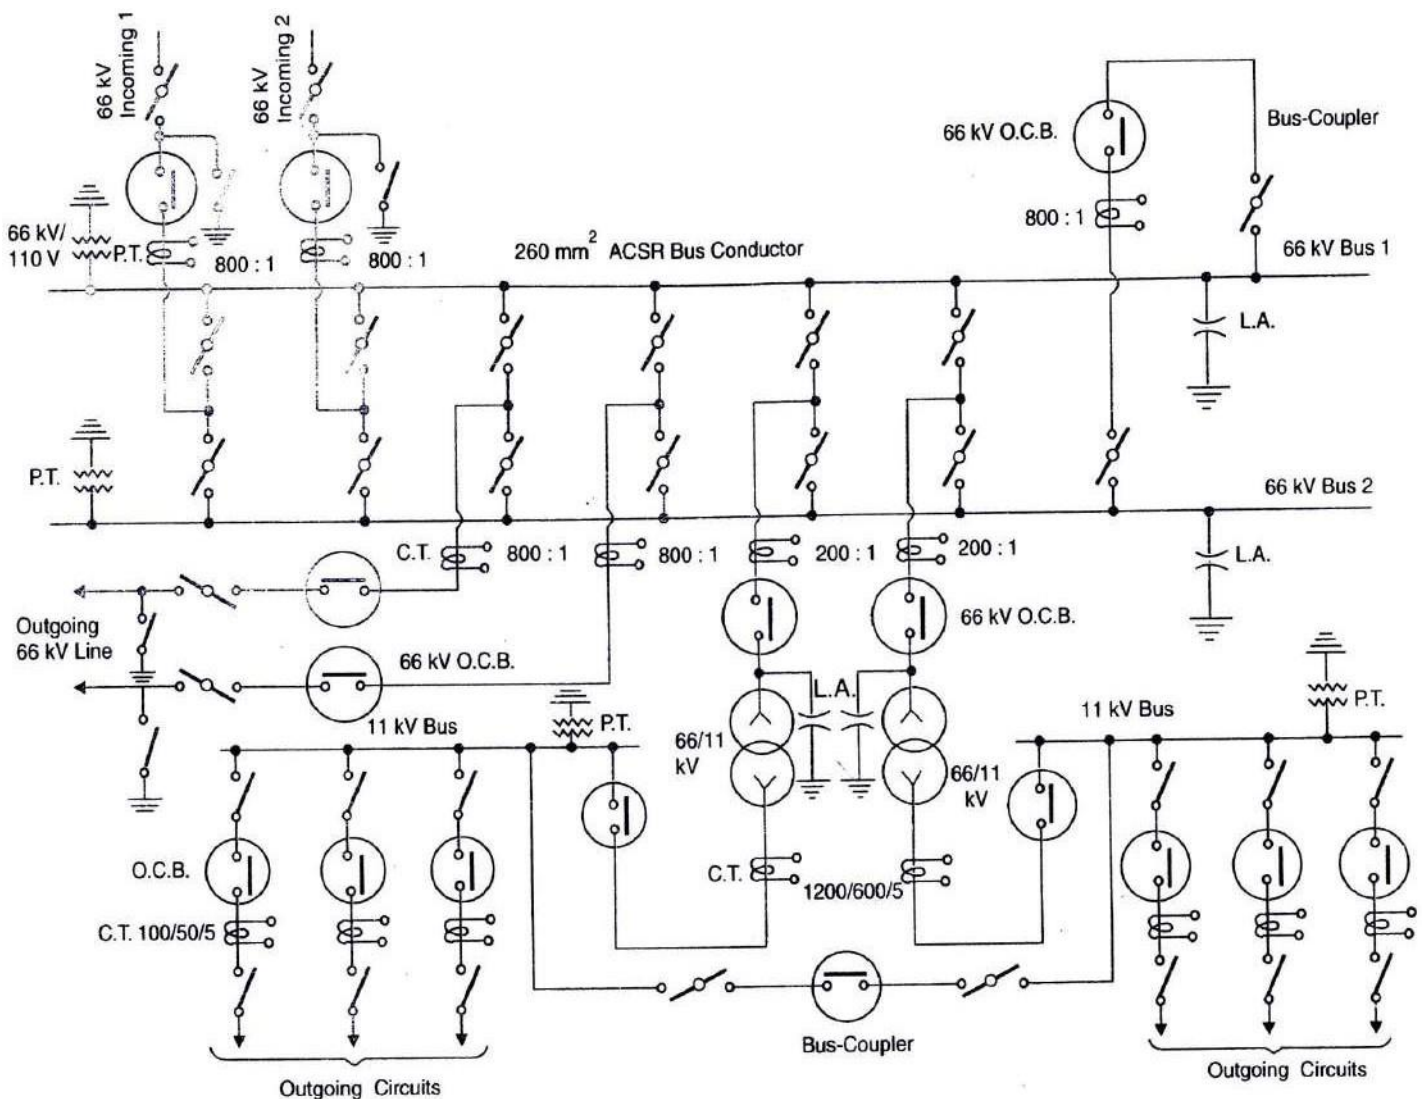 66 kV
Incoming 1
66 kV
Incoming 2
66 kV O.C.B.
Bus-Coupler
800 : 1
66 kV/
110 V
P.T.
800 : 1
800 : 1
260 mm² ACSR Bus Conductor
66 kV Bus 1
L.A.
P.T.
66 kV Bus 2
C.T.
800 : 1
800 : 1
200 : 1
200 : 1
L.A.
Outgoing
66 kV Line
66 kV O.C.B.
66 kV O.C.B.
L.A.
P.T.
11 kV Bus
P.T.
11 kV Bus
66/11
kV
66/11
kV
O.C.B.
C.T.
1200/600/5
C.T. 100/50/5
Bus-Coupler
Outgoing Circuits
Outgoing Circuits